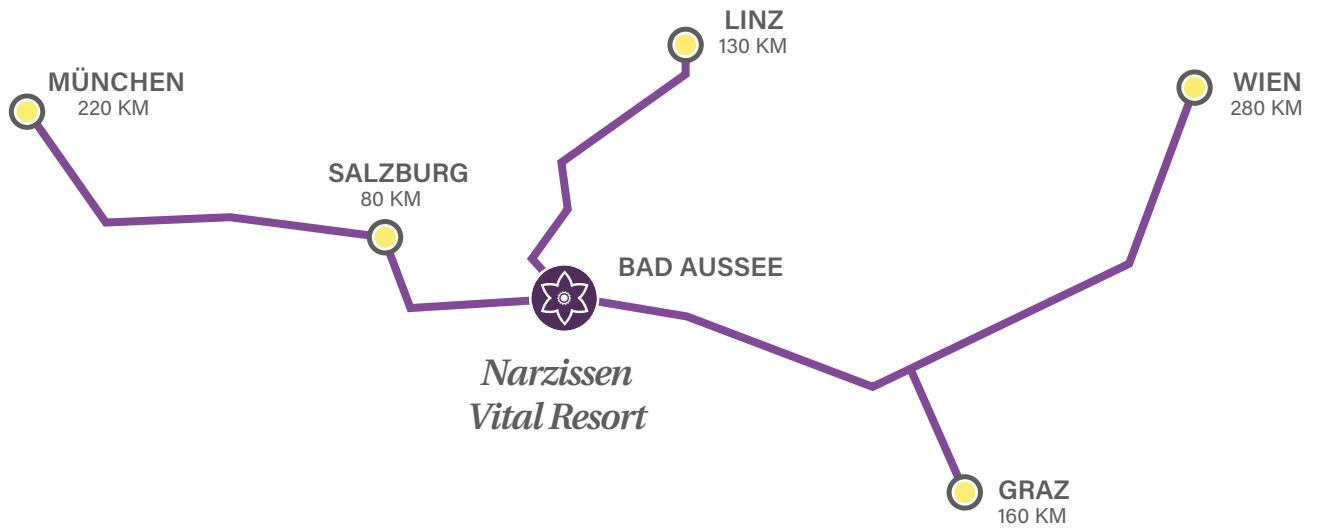 LINZ
130 KM
MÜNCHEN
220 KM
WIEN
280 KM
SALZBURG
80 KM
BAD AUSSEE
Narzissen
Vital Resort
GRAZ
160 KM